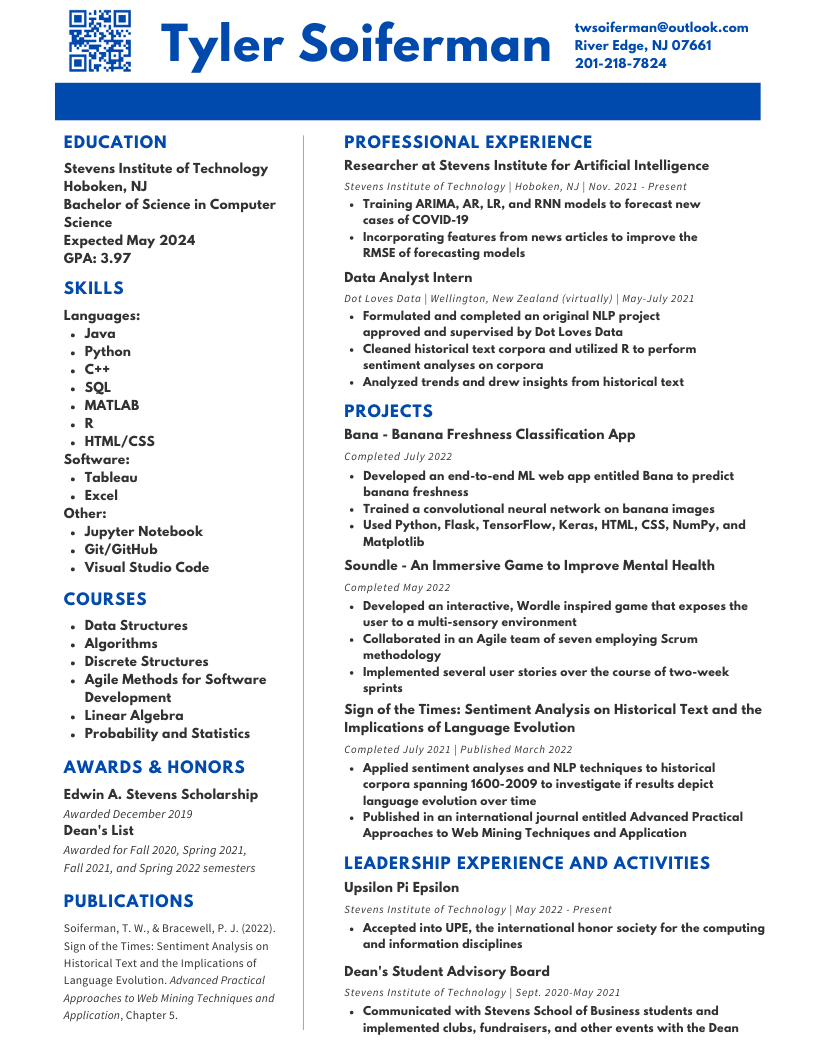 Tyler Soiferman
twsoiferman@outlook.com
River Edge, NJ 07661
201-218-7824
EDUCATION
Stevens Institute of Technology
Hoboken, NJ
Bachelor of Science in Computer
Science
Expected May 2024
GPA: 3.97
SKILLS
Languages:
• Java
• Python
• C++
• SQL
• MATLAB
• R
• HTML/CSS
Software:
• Tableau
• Excel
Other:
• Jupyter Notebook
• Git/GitHub
• Visual Studio Code
COURSES
• Data Structures
• Algorithms
• Discrete Structures
• Agile Methods for Software
Development
• Linear Algebra
• Probability and Statistics
AWARDS & HONORS
Edwin A. Stevens Scholarship
Awarded December 2019
Dean's List
Awarded for Fall 2020, Spring 2021,
Fall 2021, and Spring 2022 semesters
PUBLICATIONS
Soiferman, T. W., & Bracewell, P. J. (2022).
Sign of the Times: Sentiment Analysis on
Historical Text and the Implications of
Language Evolution. Advanced Practical
Approaches to Web Mining Techniques and
Application, Chapter 5.
PROFESSIONAL EXPERIENCE
Researcher at Stevens Institute for Artificial Intelligence
Stevens Institute of Technology | Hoboken, NJ | Nov. 2021 - Present
• Training ARIMA, AR, LR, and RNN models to forecast new
cases of COVID-19
• Incorporating features from news articles to improve the
RMSE of forecasting models
Data Analyst Intern
Dot Loves Data | Wellington, New Zealand (virtually) | May-July 2021
• Formulated and completed an original NLP project
approved and supervised by Dot Loves Data
• Cleaned historical text corpora and utilized R to perform
sentiment analyses on corpora
• Analyzed trends and drew insights from historical text
PROJECTS
Bana - Banana Freshness Classification App
Completed July 2022
• Developed an end-to-end ML web app entitled Bana to predict
banana freshness
• Trained a convolutional neural network on banana images
• Used Python, Flask, TensorFlow, Keras, HTML, CSS, NumPy, and
Matplotlib
Soundle - An Immersive Game to Improve Mental Health
Completed May 2022
• Developed an interactive, Wordle inspired game that exposes the
user to a multi-sensory environment
• Collaborated in an Agile team of seven employing Scrum
methodology
• Implemented several user stories over the course of two-week
sprints
Sign of the Times: Sentiment Analysis on Historical Text and the
Implications of Language Evolution
Completed July 2021 | Published March 2022
• Applied sentiment analyses and NLP techniques to historical
corpora spanning 1600-2009 to investigate if results depict
language evolution over time
• Published in an international journal entitled Advanced Practical
Approaches to Web Mining Techniques and Application
LEADERSHIP EXPERIENCE AND ACTIVITIES
Upsilon Pi Epsilon
Stevens Institute of Technology | May 2022 - Present
• Accepted into UPE, the international honor society for the computing
and information disciplines
Dean's Student Advisory Board
Stevens Institute of Technology | Sept. 2020-May 2021
• Communicated with Stevens School of Business students and
implemented clubs, fundraisers, and other events with the Dean